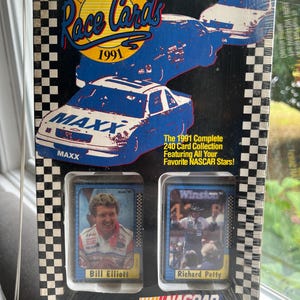 Race Cards
1991
MAXX
MAXX
The 1991 Complete
240 Card Collection
Featuring All Your
Favorite NASCAR Stars!
Winston
Bill Elliott
Richard Petty
NASCAR